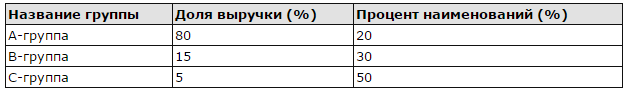 Название группы Доля выручки (%) Процент наименований (%)
А-группа 80 20
В-группа 15 30
С-группа 5 50